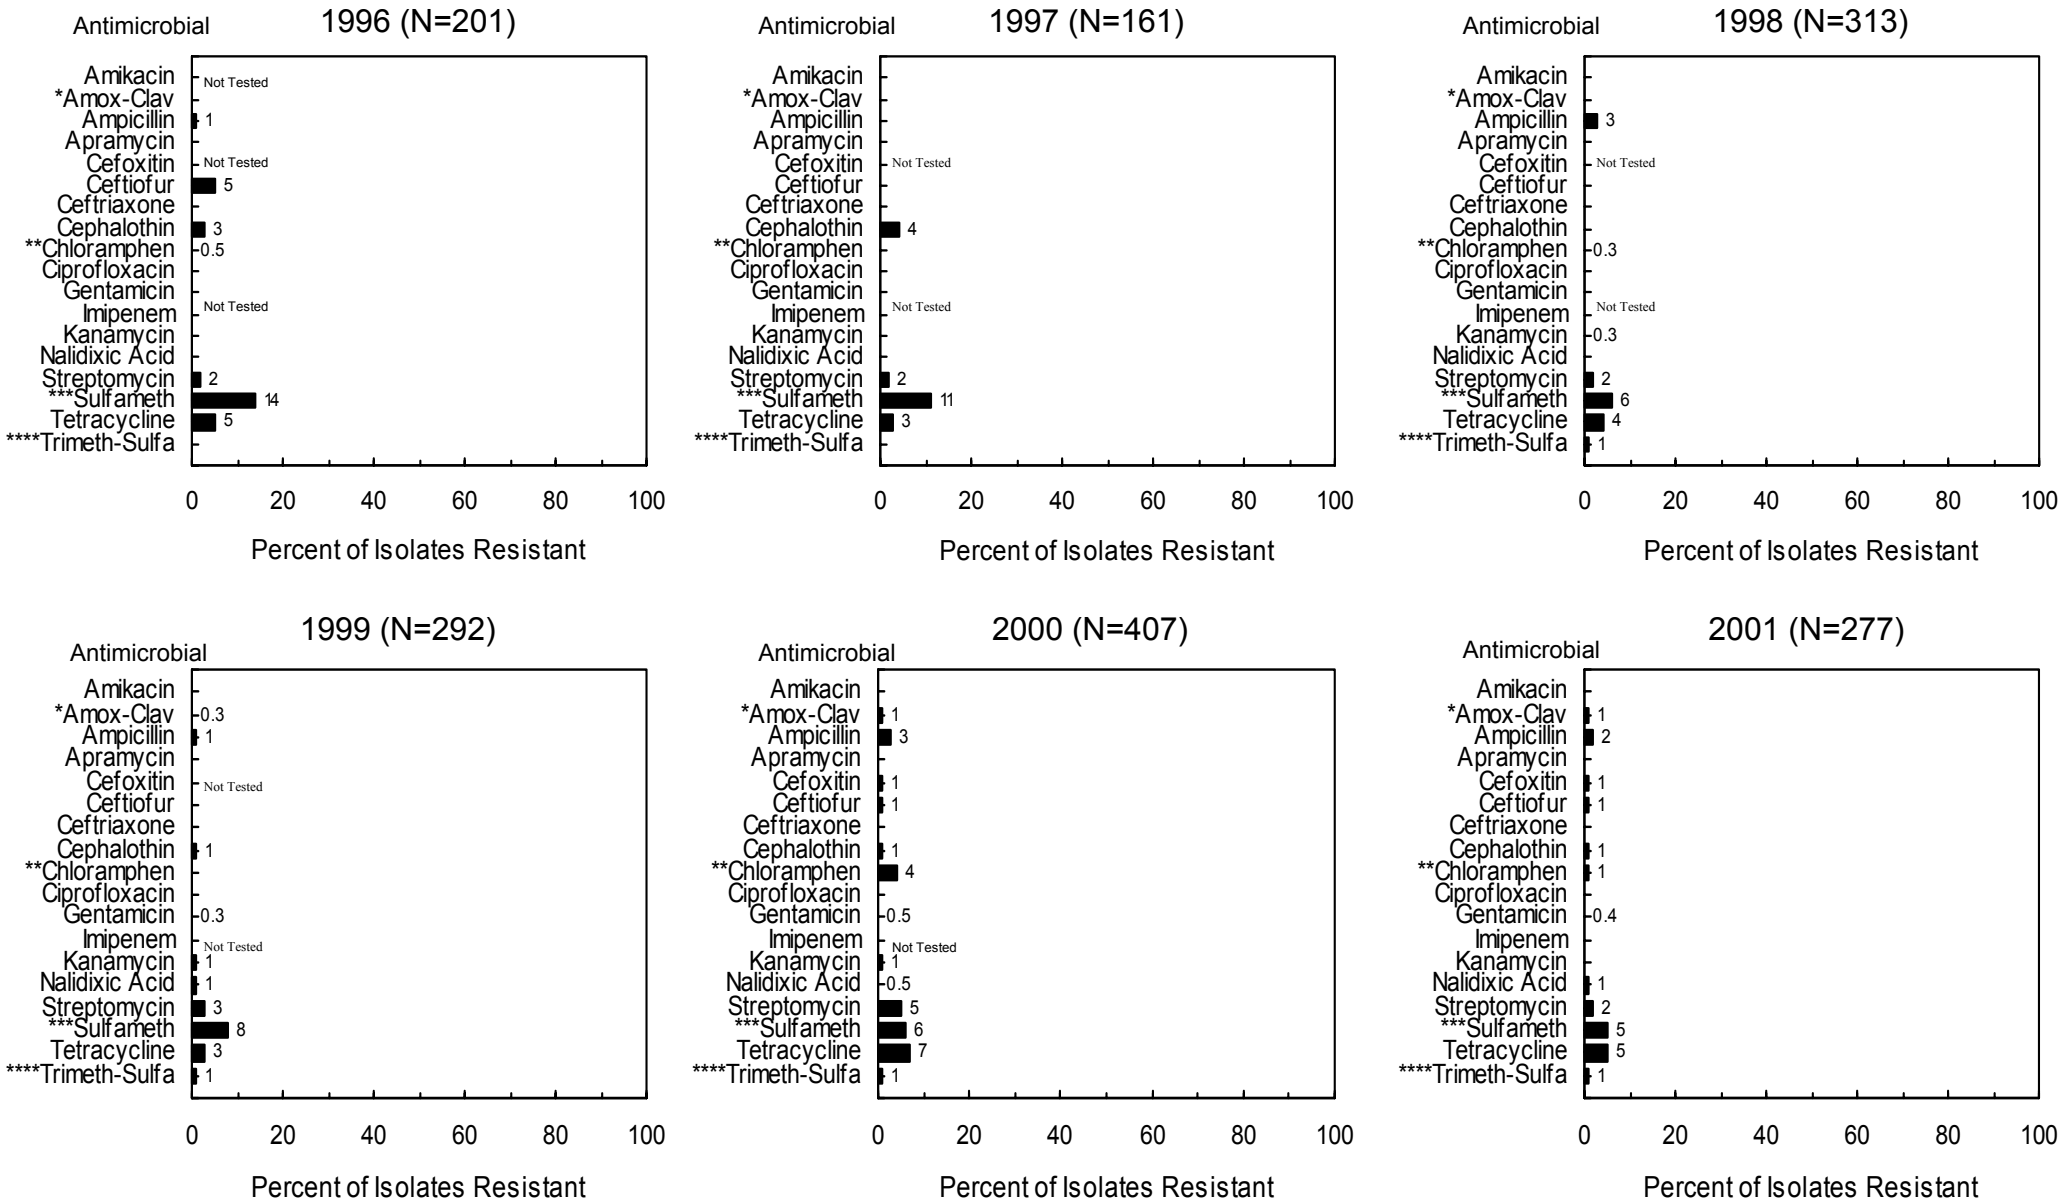 1996 (N=201)
Antimicrobial
Amikacin Not Tested
*Amox-Clav
Ampicillin 1
Apramycin
Cefoxitin Not Tested
Ceftiofur 5
Ceftriaxone
Cephalothin 3
**Chloramphen 0.5
Ciprofloxacin
Gentamicin
Imipenem Not Tested
Kanamycin
Nalidixic Acid
Streptomycin 2
***Sulfameth 14
Tetracycline 5
****Trimeth-Sulfa
0 20 40 60 80 100
Percent of Isolates Resistant
1997 (N=161)
Antimicrobial
Amikacin
*Amox-Clav
Ampicillin
Apramycin
Cefoxitin Not Tested
Ceftiofur
Ceftriaxone
Cephalothin 4
**Chloramphen
Ciprofloxacin
Gentamicin
Imipenem Not Tested
Kanamycin
Nalidixic Acid
Streptomycin 2
***Sulfameth 11
Tetracycline 3
****Trimeth-Sulfa
0 20 40 60 80 100
Percent of Isolates Resistant
1998 (N=313)
Antimicrobial
Amikacin
*Amox-Clav
Ampicillin 3
Apramycin
Cefoxitin Not Tested
Ceftiofur
Ceftriaxone
Cephalothin
**Chloramphen 0.3
Ciprofloxacin
Gentamicin
Imipenem Not Tested
Kanamycin 0.3
Nalidixic Acid
Streptomycin 2
***Sulfameth 6
Tetracycline 4
****Trimeth-Sulfa 1
0 20 40 60 80 100
Percent of Isolates Resistant
1999 (N=292)
Antimicrobial
Amikacin
*Amox-Clav 0.3
Ampicillin 1
Apramycin
Cefoxitin Not Tested
Ceftiofur
Ceftriaxone
Cephalothin 1
**Chloramphen
Ciprofloxacin
Gentamicin 0.3
Imipenem Not Tested
Kanamycin 1
Nalidixic Acid 1
Streptomycin 3
***Sulfameth 8
Tetracycline 3
****Trimeth-Sulfa 1
0 20 40 60 80 100
Percent of Isolates Resistant
2000 (N=407)
Antimicrobial
Amikacin
*Amox-Clav 1
Ampicillin 3
Apramycin
Cefoxitin 1
Ceftiofur 1
Ceftriaxone
Cephalothin 1
**Chloramphen 4
Ciprofloxacin
Gentamicin 0.5
Imipenem Not Tested
Kanamycin 1
Nalidixic Acid 0.5
Streptomycin 5
***Sulfameth 6
Tetracycline 7
****Trimeth-Sulfa 1
0 20 40 60 80 100
Percent of Isolates Resistant
2001 (N=277)
Antimicrobial
Amikacin
*Amox-Clav 1
Ampicillin 2
Apramycin
Cefoxitin 1
Ceftiofur 1
Ceftriaxone
Cephalothin 1
**Chloramphen 1
Ciprofloxacin
Gentamicin 0.4
Imipenem
Kanamycin
Nalidixic Acid 1
Streptomycin 2
***Sulfameth 5
Tetracycline 5
****Trimeth-Sulfa 1
0 20 40 60 80 100
Percent of Isolates Resistant